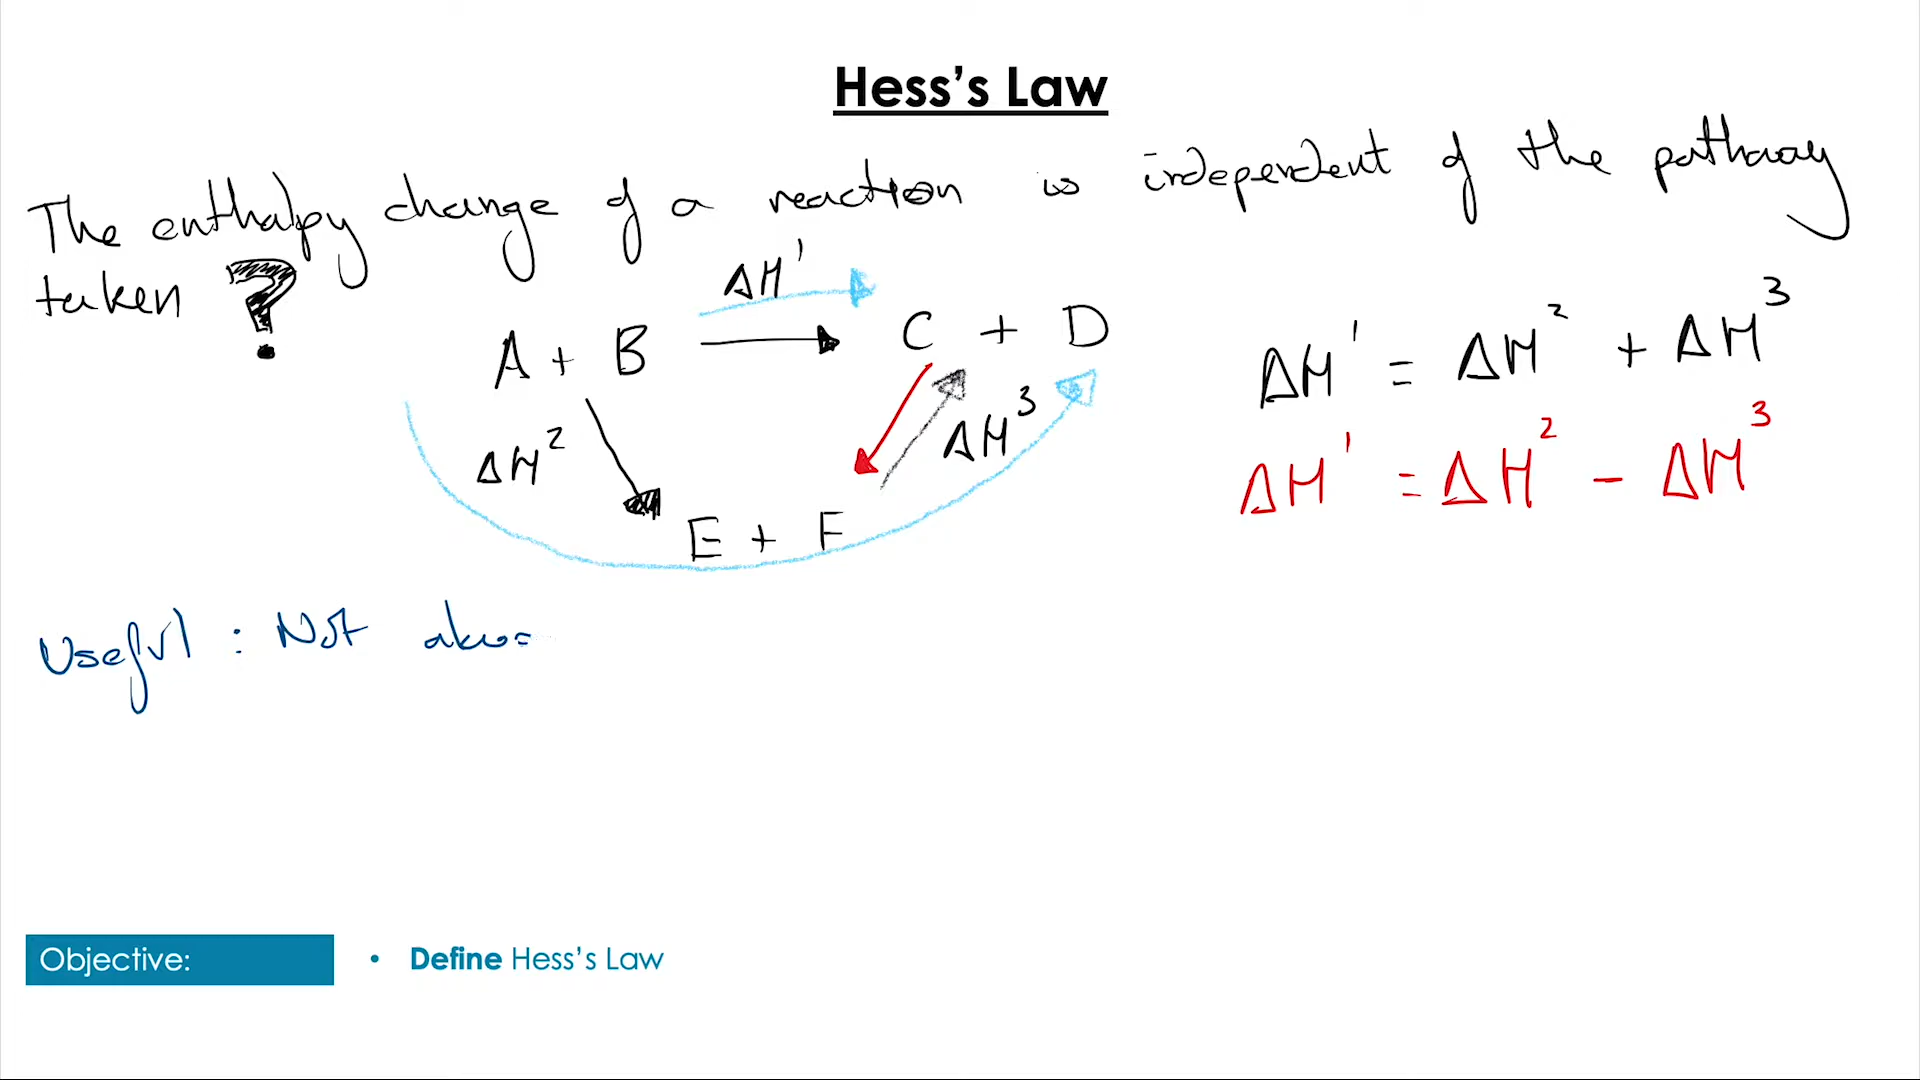 Hess’s Law
The enthalpy change of a reaction is independent of the pathway
taken ?
ΔH¹
A + B C + D
ΔH¹ = ΔH² + ΔH³
ΔH² ΔH³
ΔH¹ = ΔH² - ΔH³
E + F
Useful : Not
Objective: • Define Hess’s Law